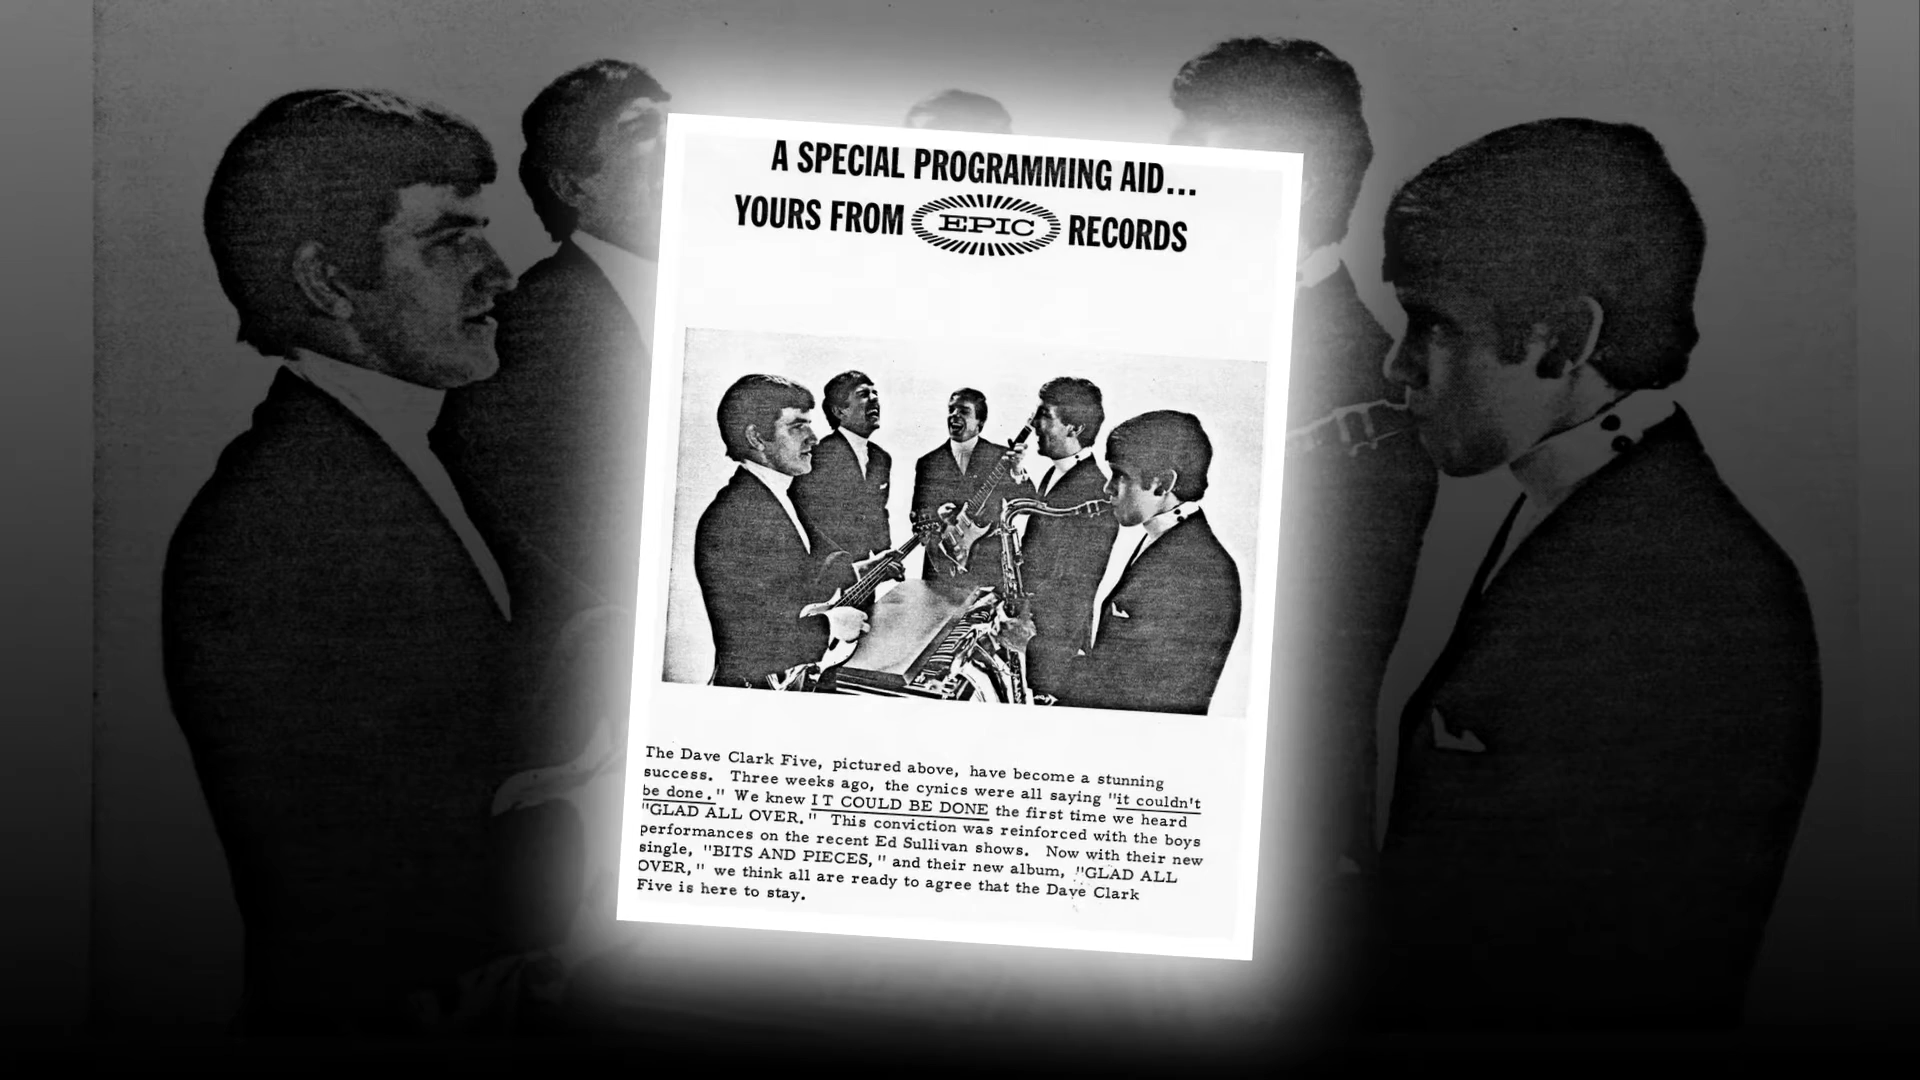 A SPECIAL PROGRAMMING AID...
YOURS FROM EPIC RECORDS
The Dave Clark Five, pictured above, have become a stunning
success. Three weeks ago, the cynics were all saying "it couldn't
be done." We knew IT COULD BE DONE the first time we heard
"GLAD ALL OVER." This conviction was reinforced with the boys
performances on the recent Ed Sullivan shows. Now with their new
single, "BITS AND PIECES," and their new album, "GLAD ALL
OVER," we think all are ready to agree that the Dave Clark
Five is here to stay.